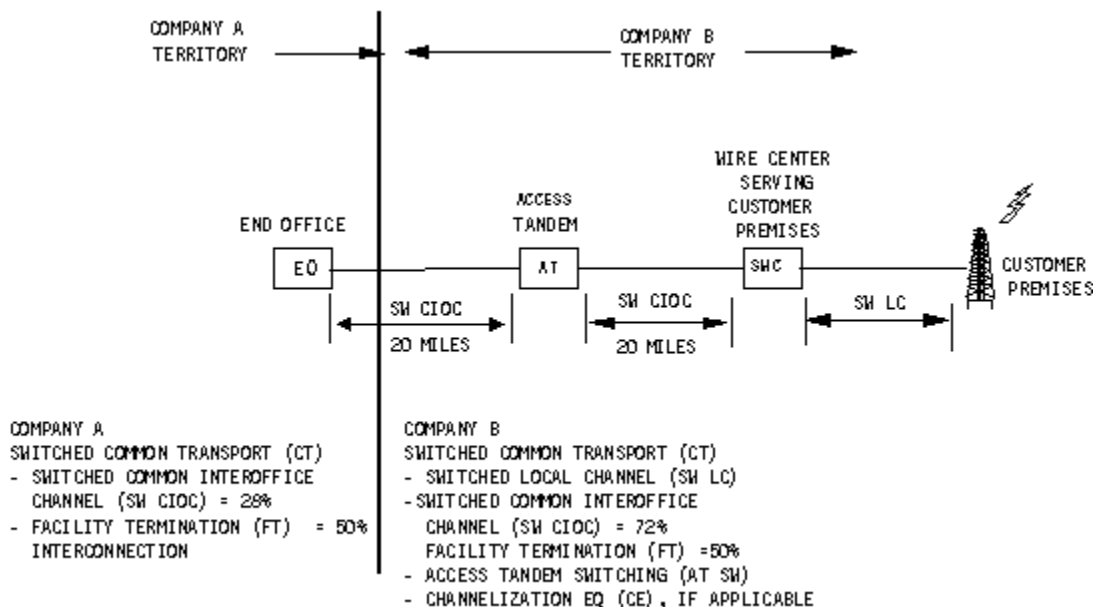 COMPANY A
TERRITORY
COMPANY B
TERRITORY
WIRE CENTER
SERVING
CUSTOMER
PREMISES
ACCESS
TANDEM
END OFFICE
EO
AT
SWC
CUSTOMER
PREMISES
SW CIOC
20 MILES
SW CIOC
20 MILES
SW LC
COMPANY A
SWITCHED COMMON TRANSPORT (CT)
- SWITCHED COMMON INTEROFFICE
CHANNEL (SW CIOC) = 28%
- FACILITY TERMINATION (FT) = 50%
INTERCONNECTION
COMPANY B
SWITCHED COMMON TRANSPORT (CT)
- SWITCHED LOCAL CHANNEL (SW LC)
-SWITCHED COMMON INTEROFFICE
CHANNEL (SW CIOC) = 72%
FACILITY TERMINATION (FT) =50%
- ACCESS TANDEM SWITCHING (AT SW)
- CHANNELIZATION EQ (CE), IF APPLICABLE